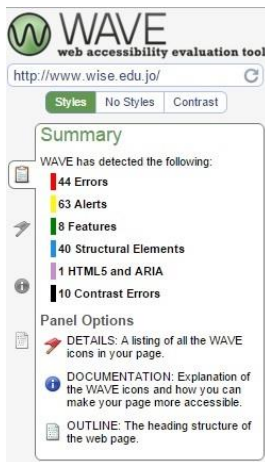 WAVE
web accessibility evaluation tool
http://www.wise.edu.jo/
Styles No Styles Contrast
Summary
WAVE has detected the following:
44 Errors
63 Alerts
8 Features
40 Structural Elements
1 HTML5 and ARIA
10 Contrast Errors
Panel Options
DETAILS: A listing of all the WAVE
icons in your page.
DOCUMENTATION: Explanation of
the WAVE icons and how you can
make your page more accessible.
OUTLINE: The heading structure of
the web page.